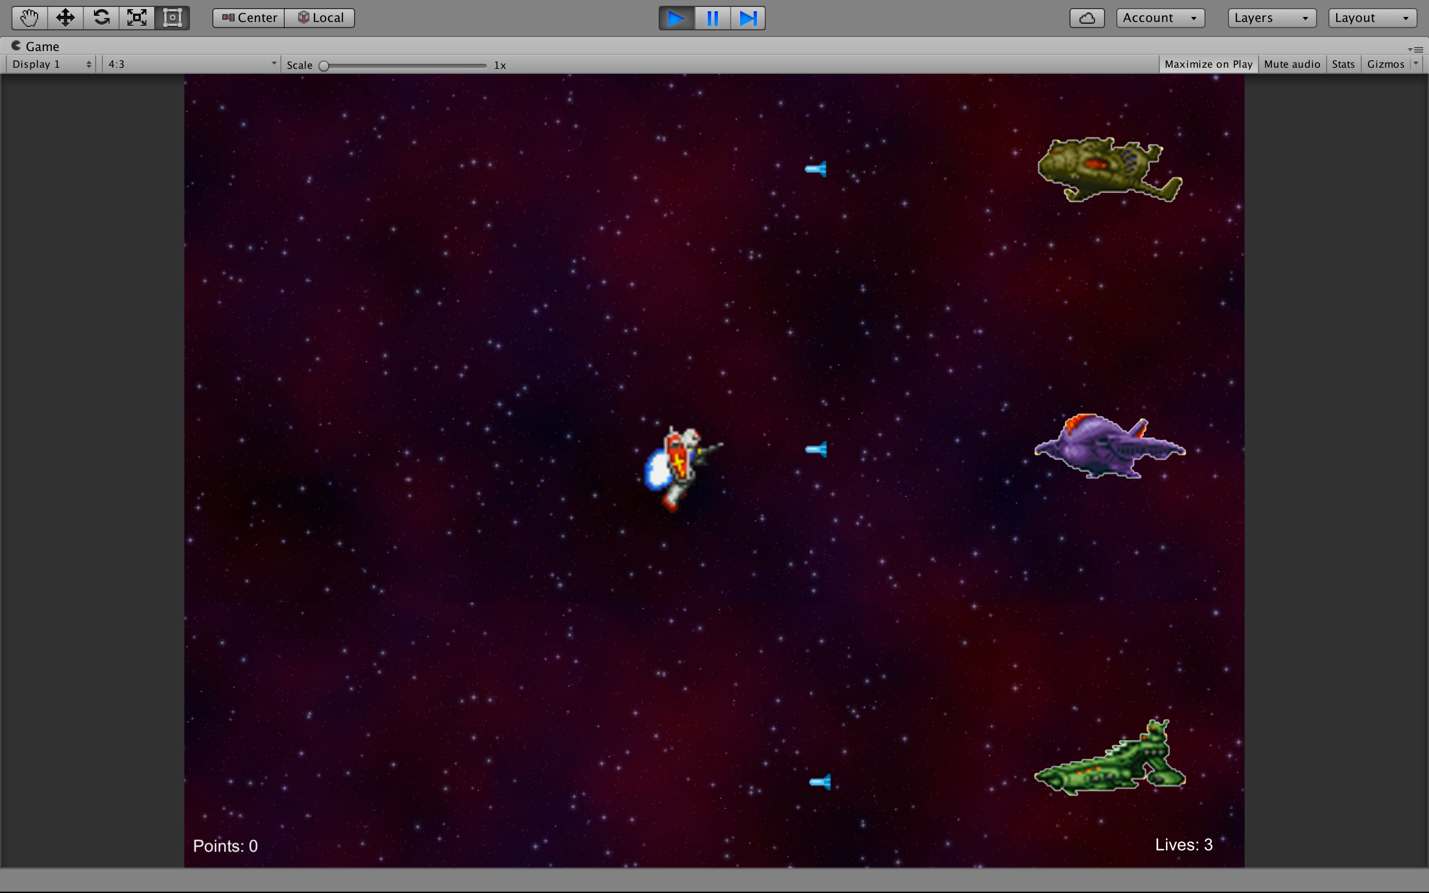 Center Local Account Layers Layout
Game
Display 1 4:3 Scale 1x Maximize on Play Mute audio Stats Gizmos
Points: 0 Lives: 3